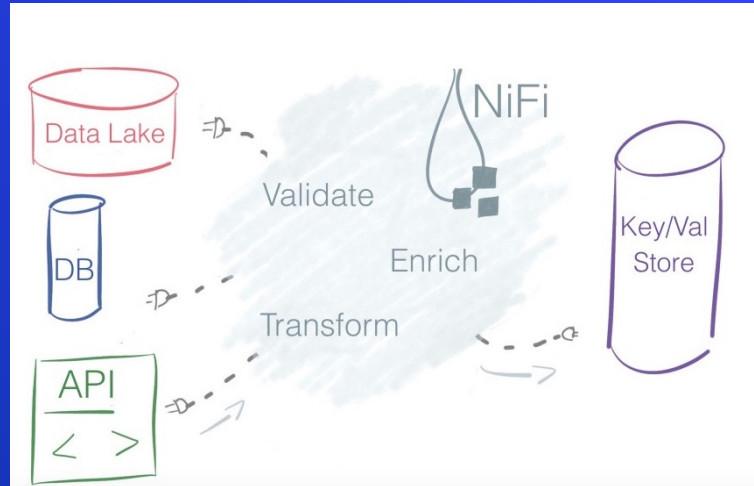 Data Lake
DB
API
< >
Validate
Enrich
Transform
NiFi
Key/Val
Store